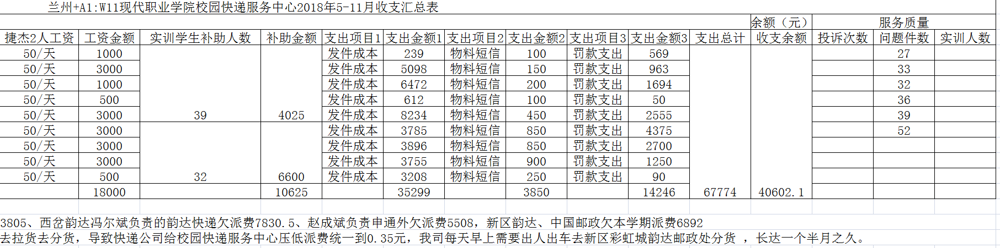 兰州+A1:W11现代职业学院校园快递服务中心2018年5-11月收支汇总表
余额（元） 服务质量
捷杰2人工资 工资金额 实训学生补助人数 补助金额 支出项目1 支出金额1 支出项目2 支出金额2 支出项目3 支出金额3 支出总计 收支余额 投诉次数 问题件数 实训人数
50/天 1000 发件成本 239 物料短信 100 罚款支出 569 27
50/天 3000 发件成本 5098 物料短信 150 罚款支出 963 33
50/天 1000 发件成本 6472 物料短信 200 罚款支出 1694 32
50/天 500 发件成本 612 物料短信 100 罚款支出 50 36
50/天 3000 39 4025 发件成本 8234 物料短信 450 罚款支出 2555 39
50/天 3000 发件成本 3785 物料短信 850 罚款支出 4375 52
50/天 3000 发件成本 3896 物料短信 850 罚款支出 2700
50/天 3000 发件成本 3755 物料短信 900 罚款支出 1250
50/天 500 32 6600 发件成本 3208 物料短信 250 罚款支出 90
18000 10625 35299 3850 14246 67774 40602.1
3805、西岔韵达冯尔斌负责的韵达快递欠派费7830.5、赵成斌负责申通外欠派费5508，新区韵达、中国邮政欠本学期派费6892
去拉货去分货，导致快递公司给校园快递服务中心压低派费统一到0.35元，我司每天早上需要出人出车去新区彩虹城韵达邮政处分货 ，长达一个半月之久。